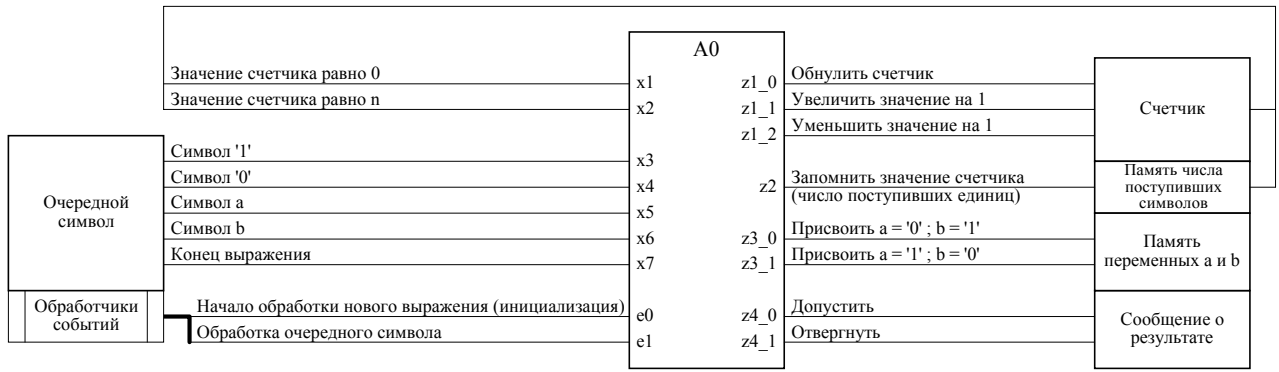 A0
Значение счетчика равно 0
x1
z1_0
Обнулить счетчик
Значение счетчика равно n
x2
z1_1
Увеличить значение на 1
Счетчик
z1_2
Уменьшить значение на 1
Символ '1'
x3
Символ '0'
x4
z2
Запомнить значение счетчика
(число поступивших единиц)
Память числа
поступивших
символов
Очередной
символ
Символ a
x5
Символ b
x6
z3_0
Присвоить a = '0' ; b = '1'
Конец выражения
x7
z3_1
Присвоить a = '1' ; b = '0'
Память
переменных a и b
Обработчики
событий
Начало обработки нового выражения (инициализация)
e0
z4_0
Допустить
Обработка очередного символа
e1
z4_1
Отвергнуть
Сообщение о
результате